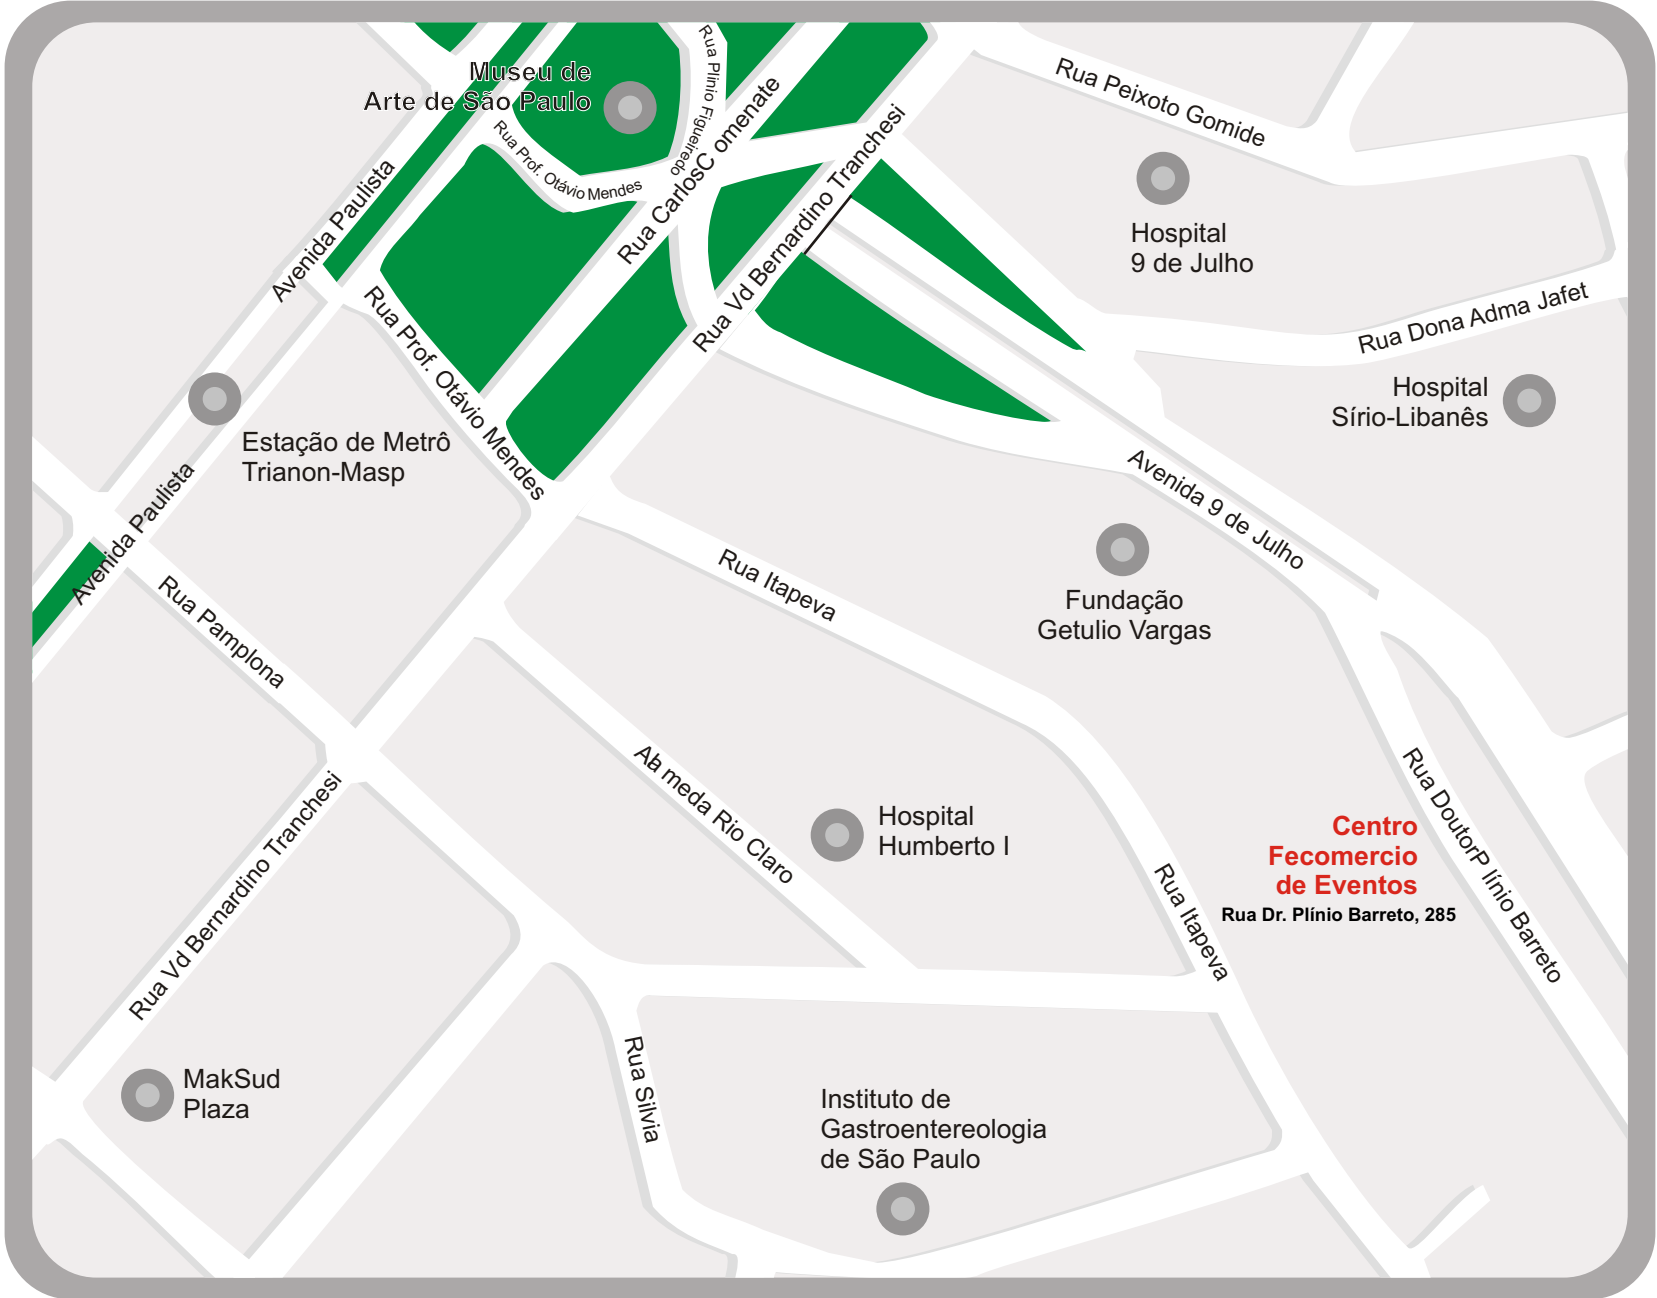 Museu de
Arte de São Paulo
Rua Plinio Figueiredo
Rua Prof. Otávio Mendes
Rua CarlosC omenate
Rua Peixoto Gomide
Avenida Paulista
Rua Vd Bernardino Tranchesi
Hospital
9 de Julho
Rua Dona Adma Jafet
Rua Prof. Otávio Mendes
Hospital
Sírio-Libanês
Estação de Metrô
Trianon-Masp
Avenida Paulista
Avenida 9 de Julho
Rua Pamplona
Rua Itapeva
Fundação
Getulio Vargas
Alameda Rio Claro
Rua Vd Bernardino Tranchesi
Hospital
Humberto I
Rua DoutorP línio Barreto
Centro
Fecomercio
de Eventos
Rua Dr. Plínio Barreto, 285
Rua Itapeva
Rua Silvia
MakSud
Plaza
Instituto de
Gastroentereologia
de São Paulo